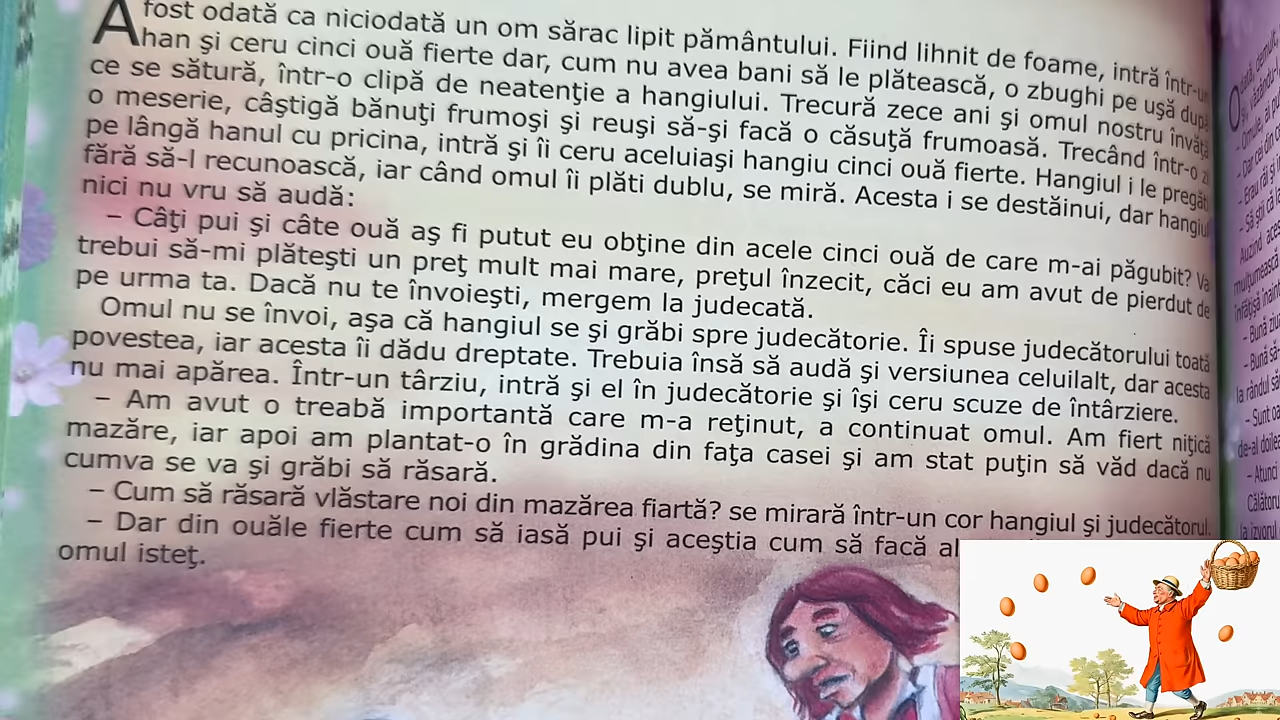 A fost odată ca niciodată un om sărac lipit pământului. Fiind lihnit de foame, intră într-un
han şi ceru cinci ouă fierte dar, cum nu avea bani să le plătească, o zbughi pe uşă după
ce se sătură, într-o clipă de neatenţie a hangiului. Trecură zece ani şi omul nostru învăţă
o meserie, câştigă bănuţi frumoşi şi reuşi să-şi facă o căsuţă frumoasă. Trecând într-o zi
pe lângă hanul cu pricina, intră şi îi ceru aceluiaşi hangiu cinci ouă fierte. Hangiul i le pregăti
fără să-l recunoască, iar când omul îi plăti dublu, se miră. Acesta i se destăinui, dar hangiul
nici nu vru să audă:
– Câţi pui şi câte ouă aş fi putut eu obţine din acele cinci ouă de care m-ai păgubit? Va
trebui să-mi plăteşti un preţ mult mai mare, preţul înzecit, căci eu am avut de pierdut de
pe urma ta. Dacă nu te învoieşti, mergem la judecată.
Omul nu se învoi, aşa că hangiul se şi grăbi spre judecătorie. Îi spuse judecătorului toată
povestea, iar acesta îi dădu dreptate. Trebuia însă să audă şi versiunea celuilalt, dar acesta
nu mai apărea. Într-un târziu, intră şi el în judecătorie şi îşi ceru scuze de întârziere.
– Am avut o treabă importantă care m-a reţinut, a continuat omul. Am fiert niţică
mazăre, iar apoi am plantat-o în grădina din faţa casei şi am stat puţin să văd dacă nu
cumva se va şi grăbi să răsară.
– Cum să răsară vlăstare noi din mazărea fiartă? se mirară într-un cor hangiul şi judecătorul.
– Dar din ouăle fierte cum să iasă pui şi aceştia cum să facă
omul isteţ.